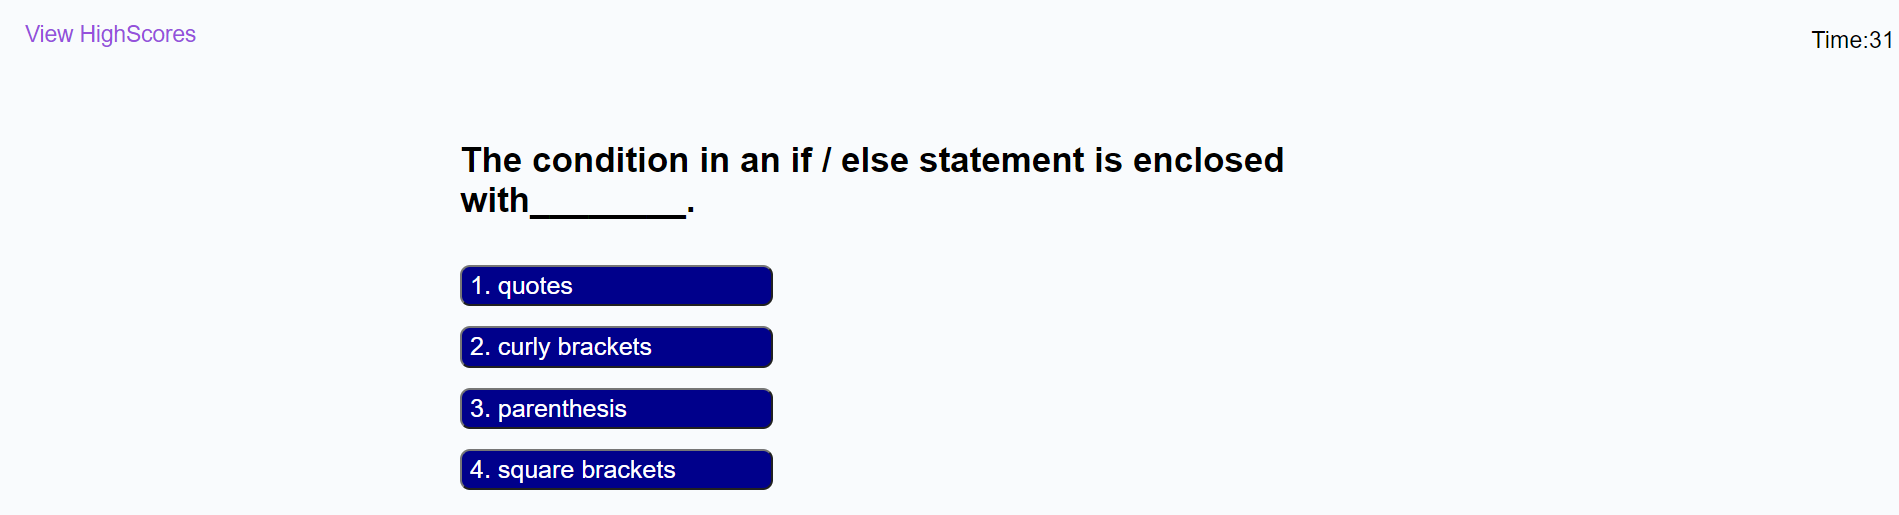 View HighScores
Time:31
The condition in an if / else statement is enclosed
with________.
1. quotes
2. curly brackets
3. parenthesis
4. square brackets